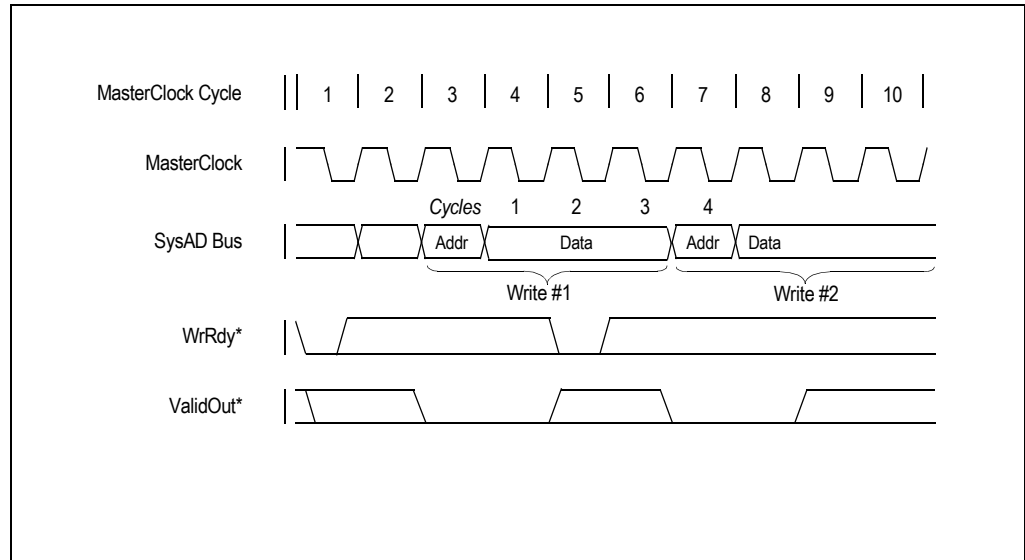 MasterClock Cycle 1 2 3 4 5 6 7 8 9 10
MasterClock
Cycles 1 2 3 4
SysAD Bus Addr Data Addr Data
Write #1 Write #2
WrRdy*
ValidOut*